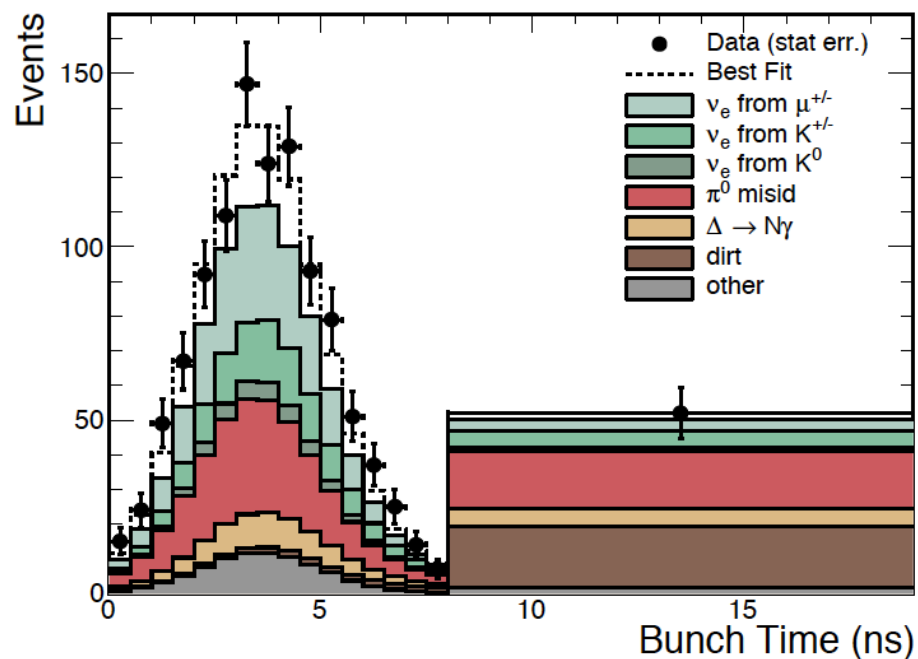 Events
150
100
50
0
Data (stat err.)
Best Fit
νe from μ+/-
νe from K+/-
νe from K0
π0 misid
Δ → Nγ
dirt
other
0 5 10 15
Bunch Time (ns)